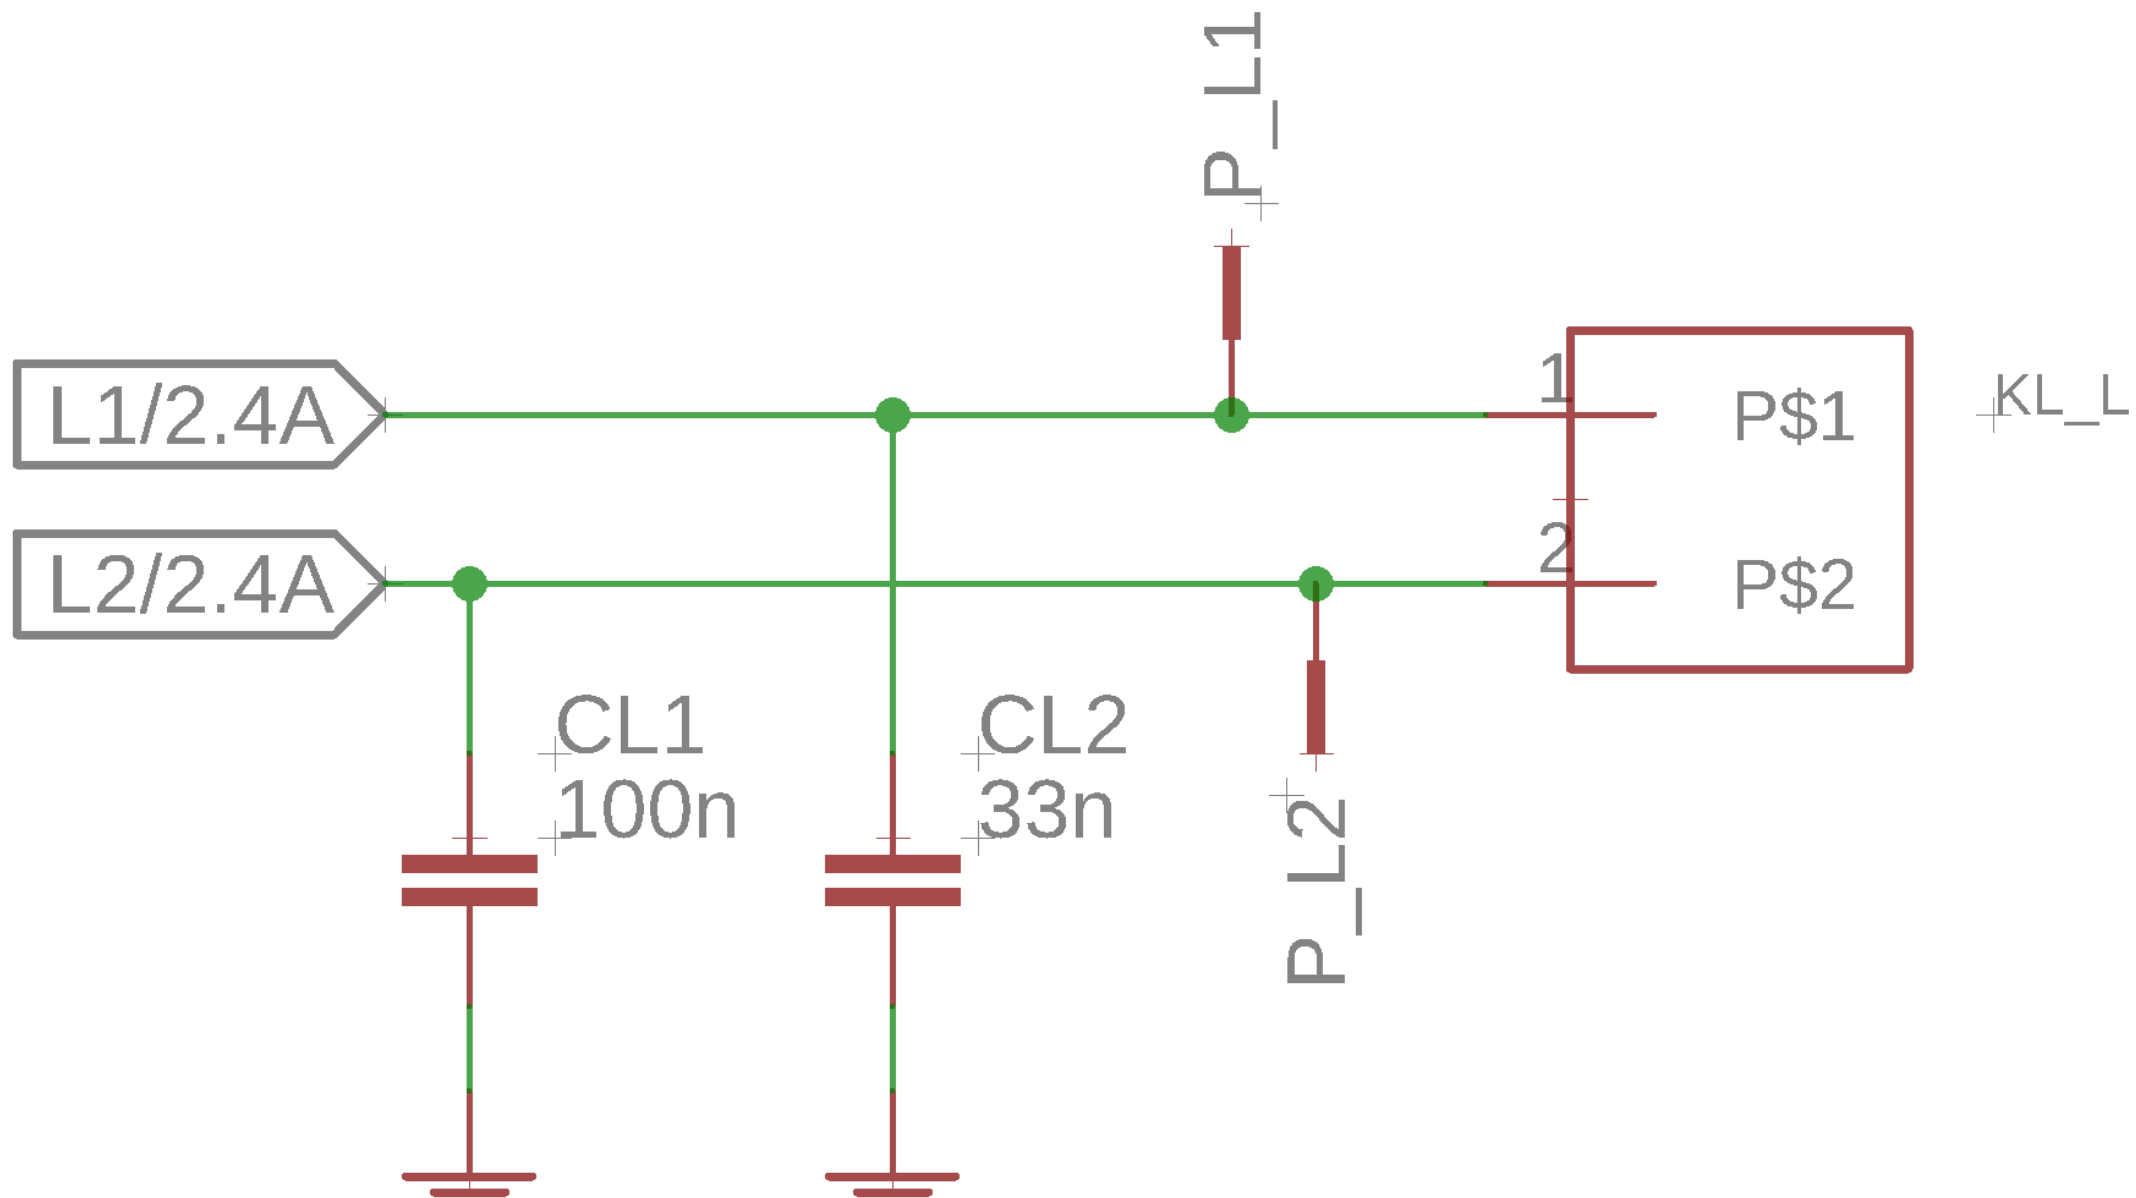 P_L1
L1/2.4A
1
P$1
KL_L
L2/2.4A
2
P$2
CL1
100n
CL2
33n
P_L2